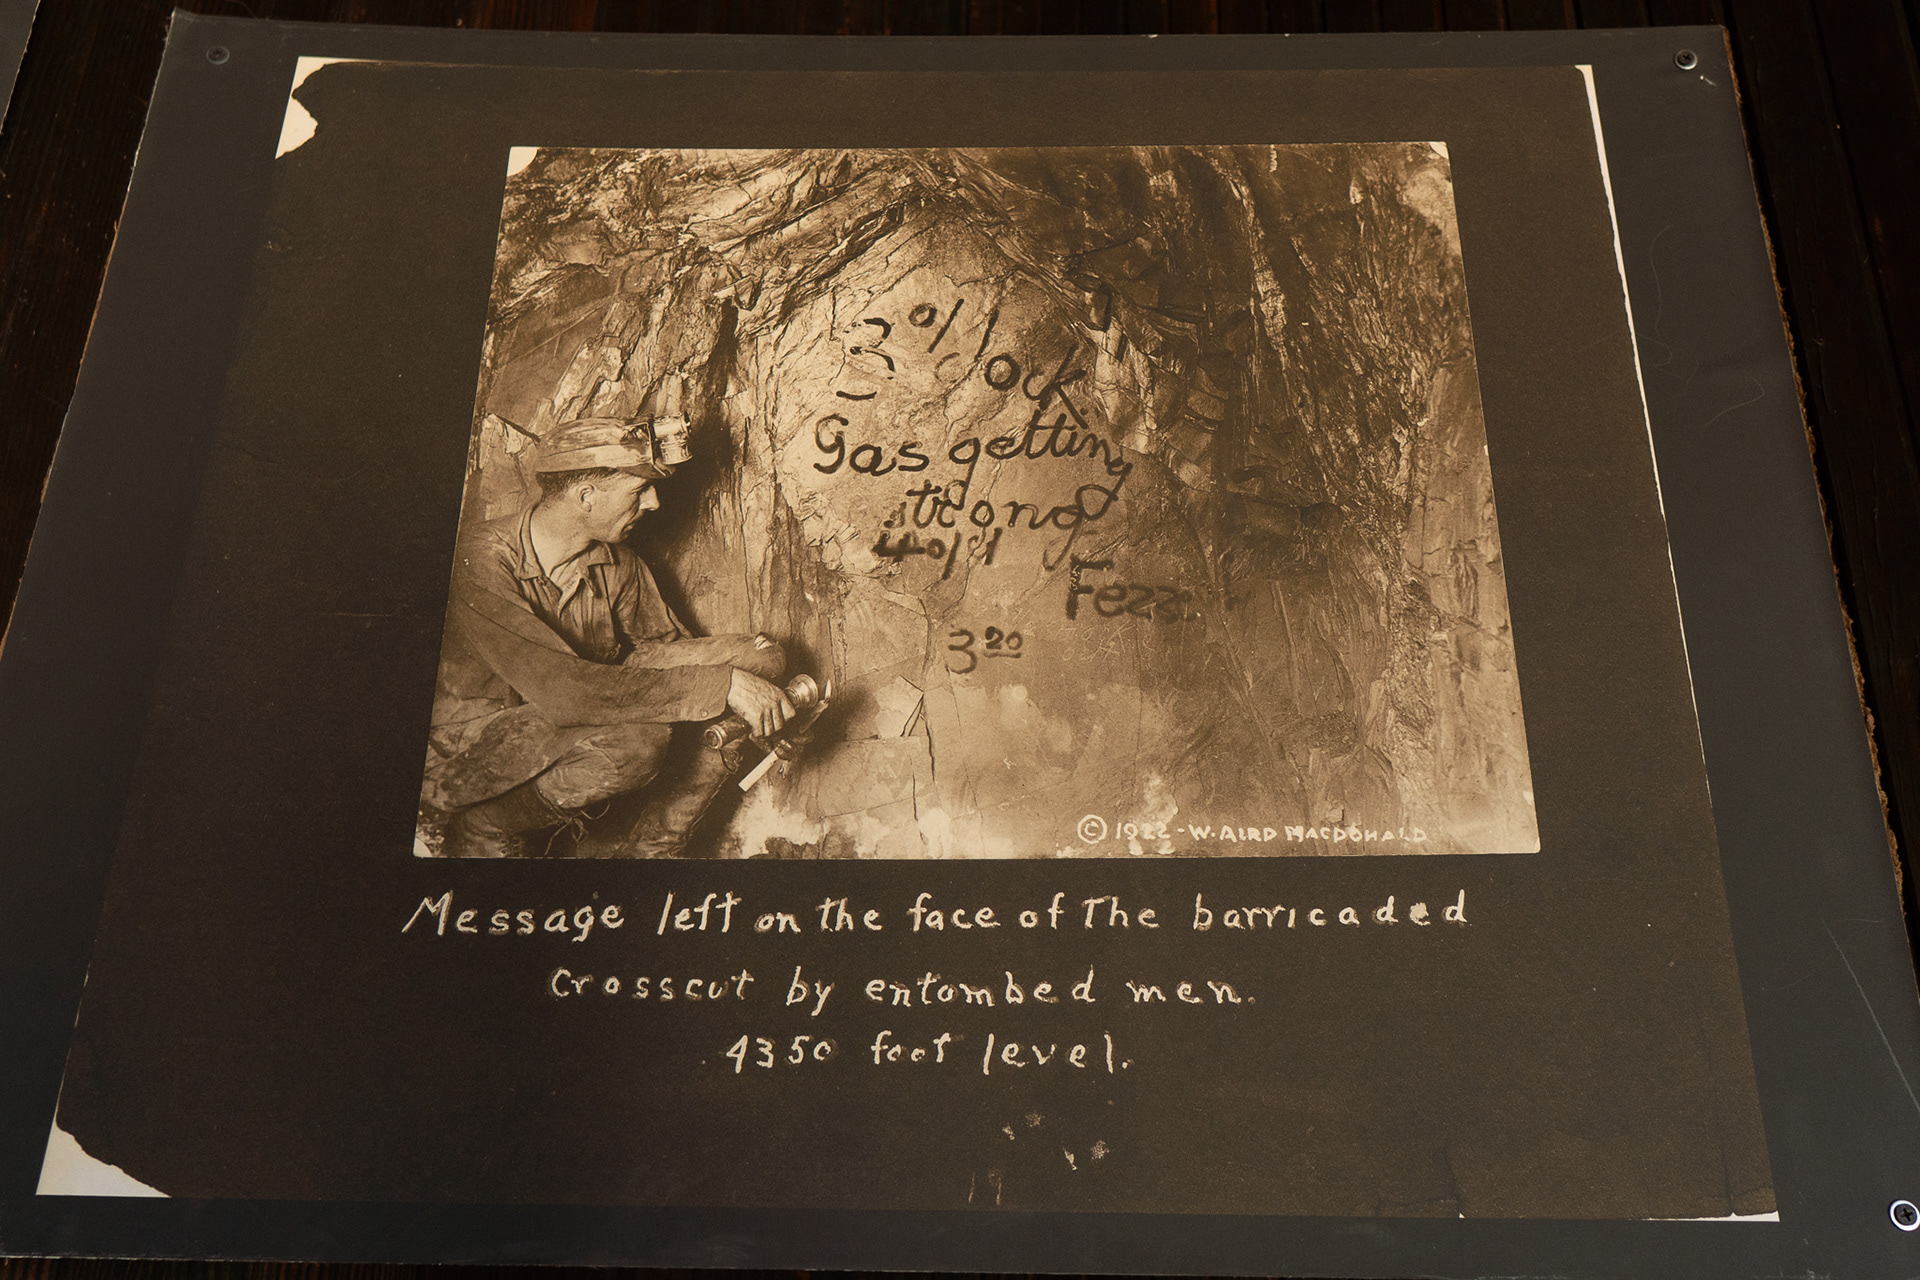 3 o/clock
Gas getting
strong
Fezz
3 20
© 1922 - W. AIRD MACDONALD
Message left on the face of The barricaded
Crosscut by entombed men.
4350 foot level.